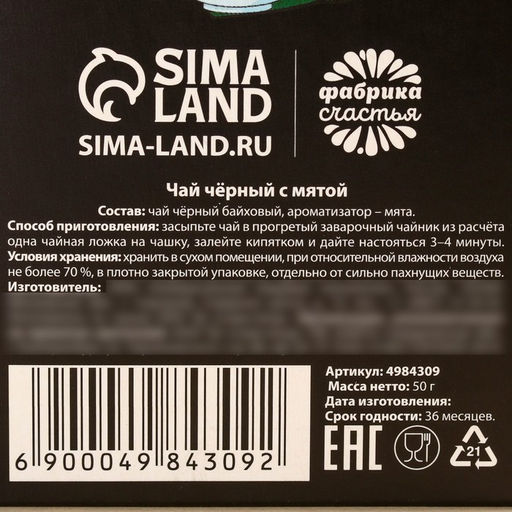 SIMA
LAND
SIMA-LAND.RU
фабрика
счастья
Чай чёрный с мятой
Состав: чай чёрный байховый, ароматизатор – мята.
Способ приготовления: засыпьте чай в прогретый заварочный чайник из расчёта
одна чайная ложка на чашку, залейте кипятком и дайте настояться 3–4 минуты.
Условия хранения: хранить в сухом помещении, при относительной влажности воздуха
не более 70 %, в плотно закрытой упаковке, отдельно от сильно пахнущих веществ.
Изготовитель:
Артикул: 4984309
Масса нетто: 50 г
Дата изготовления:
Срок годности: 36 месяцев.
6 900049 843092
EAC
21